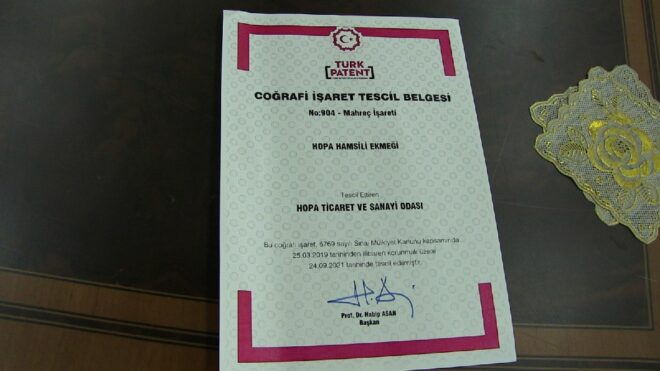 TURK
PATENT
COĞRAFİ İŞARET TESCİL BELGESİ
No:904 - Mahreç İşareti
HOPA HAMSİLİ EKMEĞİ
Tescil Ettiren
HOPA TİCARET VE SANAYİ ODASI
Bu coğrafi işaret, 6769 sayılı Sınai Mülkiyet Kanunu kapsamında
25.03.2019 tarihinden itibaren korunmak üzere
24.09.2021 tarihinde tescil edilmiştir.
Prof. Dr. Habip ASAN
Başkan